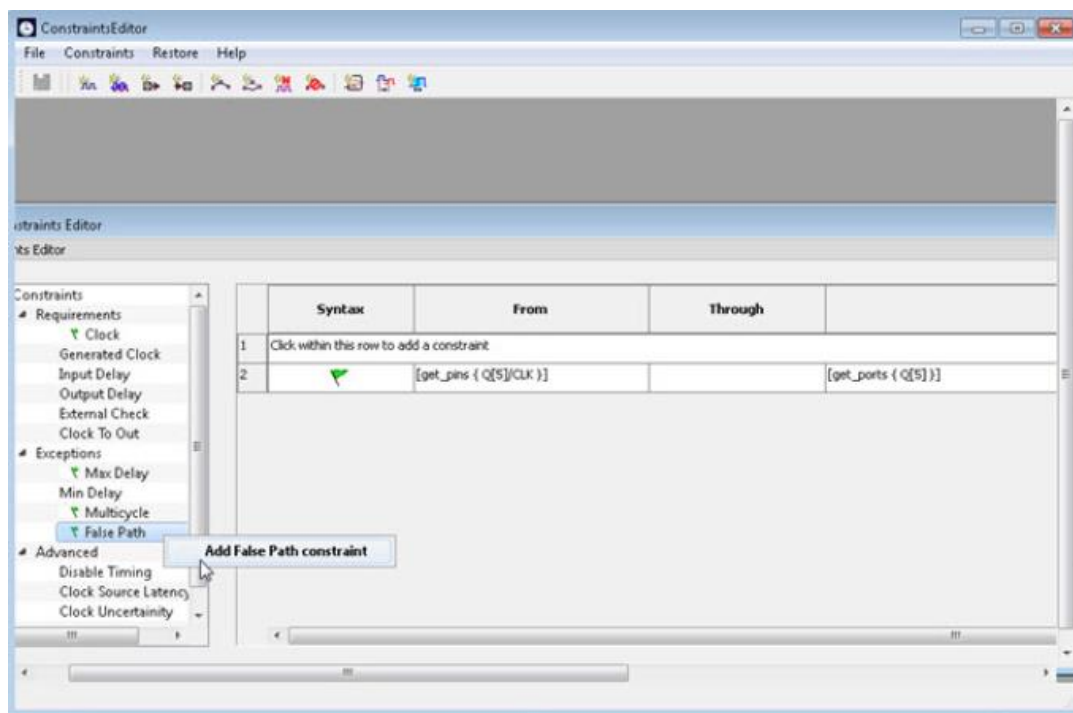 ConstraintsEditor
File Constraints Restore Help
straints Editor
nts Editor
Constraints
Requirements
Clock
Generated Clock
Input Delay
Output Delay
External Check
Clock To Out
Exceptions
Max Delay
Min Delay
Multicycle
False Path
Advanced
Disable Timing
Clock Source Latency
Clock Uncertainity
Add False Path constraint
Syntax From Through
1 Click within this row to add a constraint
2 [get_pins { Q[5]/CLK }] [get_ports { Q[5] }]